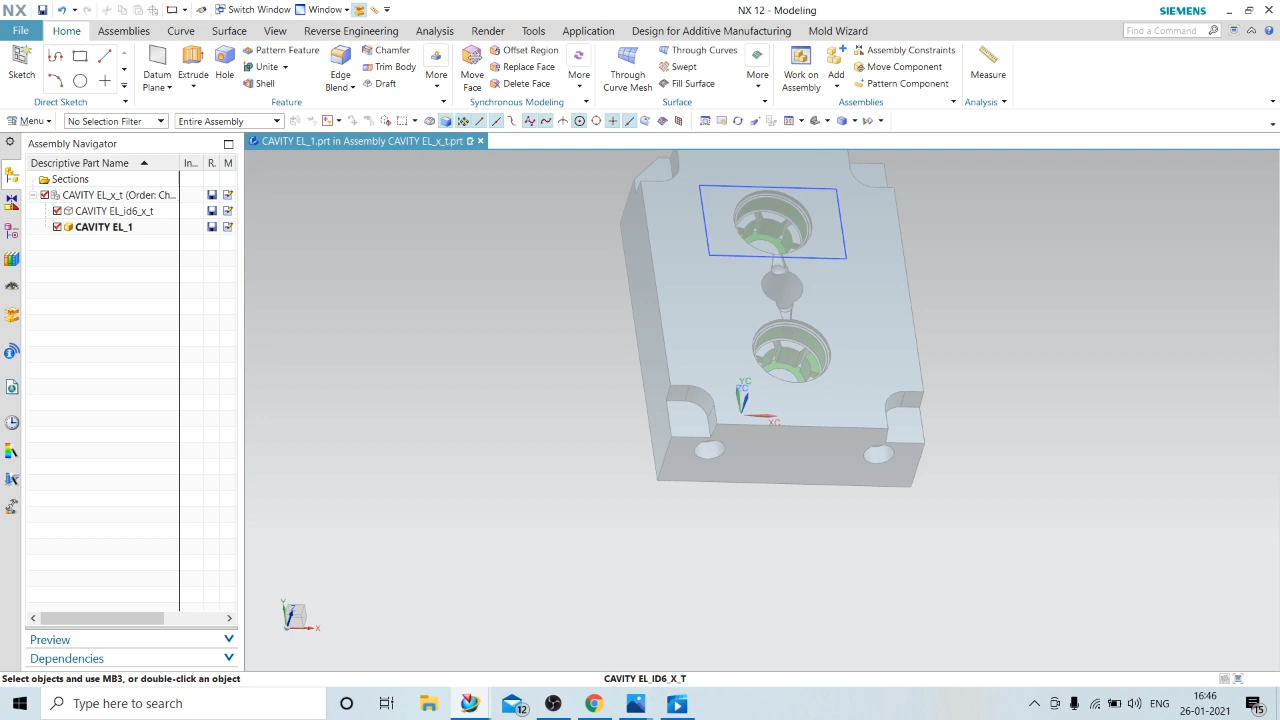 NX Switch Window Window NX 12 - Modeling SIEMENS
File Home Assemblies Curve Surface View Reverse Engineering Analysis Render Tools Application Design for Additive Manufacturing Mold Wizard Find a Command
Sketch
Direct Sketch
Datum Plane
Extrude
Hole
Pattern Feature
Unite
Shell
Edge Blend
Chamfer
Trim Body
Draft
More
Feature
Move Face
Offset Region
Replace Face
Delete Face
More
Synchronous Modeling
Through Curve Mesh
Through Curves
Swept
Fill Surface
More
Surface
Work on Assembly
Add
Assembly Constraints
Move Component
Pattern Component
Assemblies
Measure
Analysis
Menu No Selection Filter Entire Assembly
Assembly Navigator
CAVITY EL_1.prt in Assembly CAVITY EL_x_t.prt
Descriptive Part Name In... R. M
Sections
CAVITY EL_x_t (Order: Ch...
CAVITY EL_id6_x_t
CAVITY EL_1
YC
ZC
XC
Y
Z
X
Preview
Dependencies
Select objects and use MB3, or double-click an object CAVITY EL_ID6_X_T
Type here to search
12
ENG
16:46
26-01-2021
15